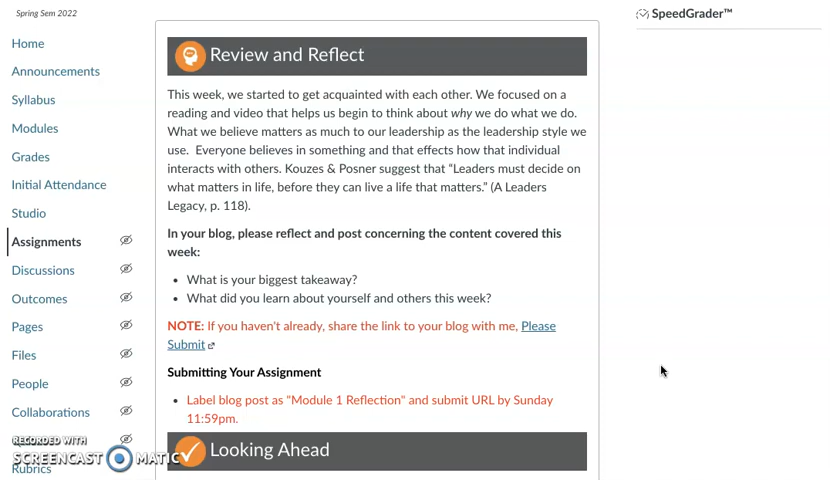 Spring Sem 2022
Home
Announcements
Syllabus
Modules
Grades
Initial Attendance
Studio
Assignments
Discussions
Outcomes
Pages
Files
People
Collaborations
Rubrics
RECORDED WITH
SCREENCAST MATIC
Review and Reflect
This week, we started to get acquainted with each other. We focused on a
reading and video that helps us begin to think about why we do what we do.
What we believe matters as much to our leadership as the leadership style we
use. Everyone believes in something and that effects how that individual
interacts with others. Kouzes & Posner suggest that “Leaders must decide on
what matters in life, before they can live a life that matters.” (A Leaders
Legacy, p. 118).
In your blog, please reflect and post concerning the content covered this
week:
• What is your biggest takeaway?
• What did you learn about yourself and others this week?
NOTE: If you haven't already, share the link to your blog with me, Please
Submit
Submitting Your Assignment
• Label blog post as "Module 1 Reflection" and submit URL by Sunday
11:59pm.
Looking Ahead
SpeedGrader™